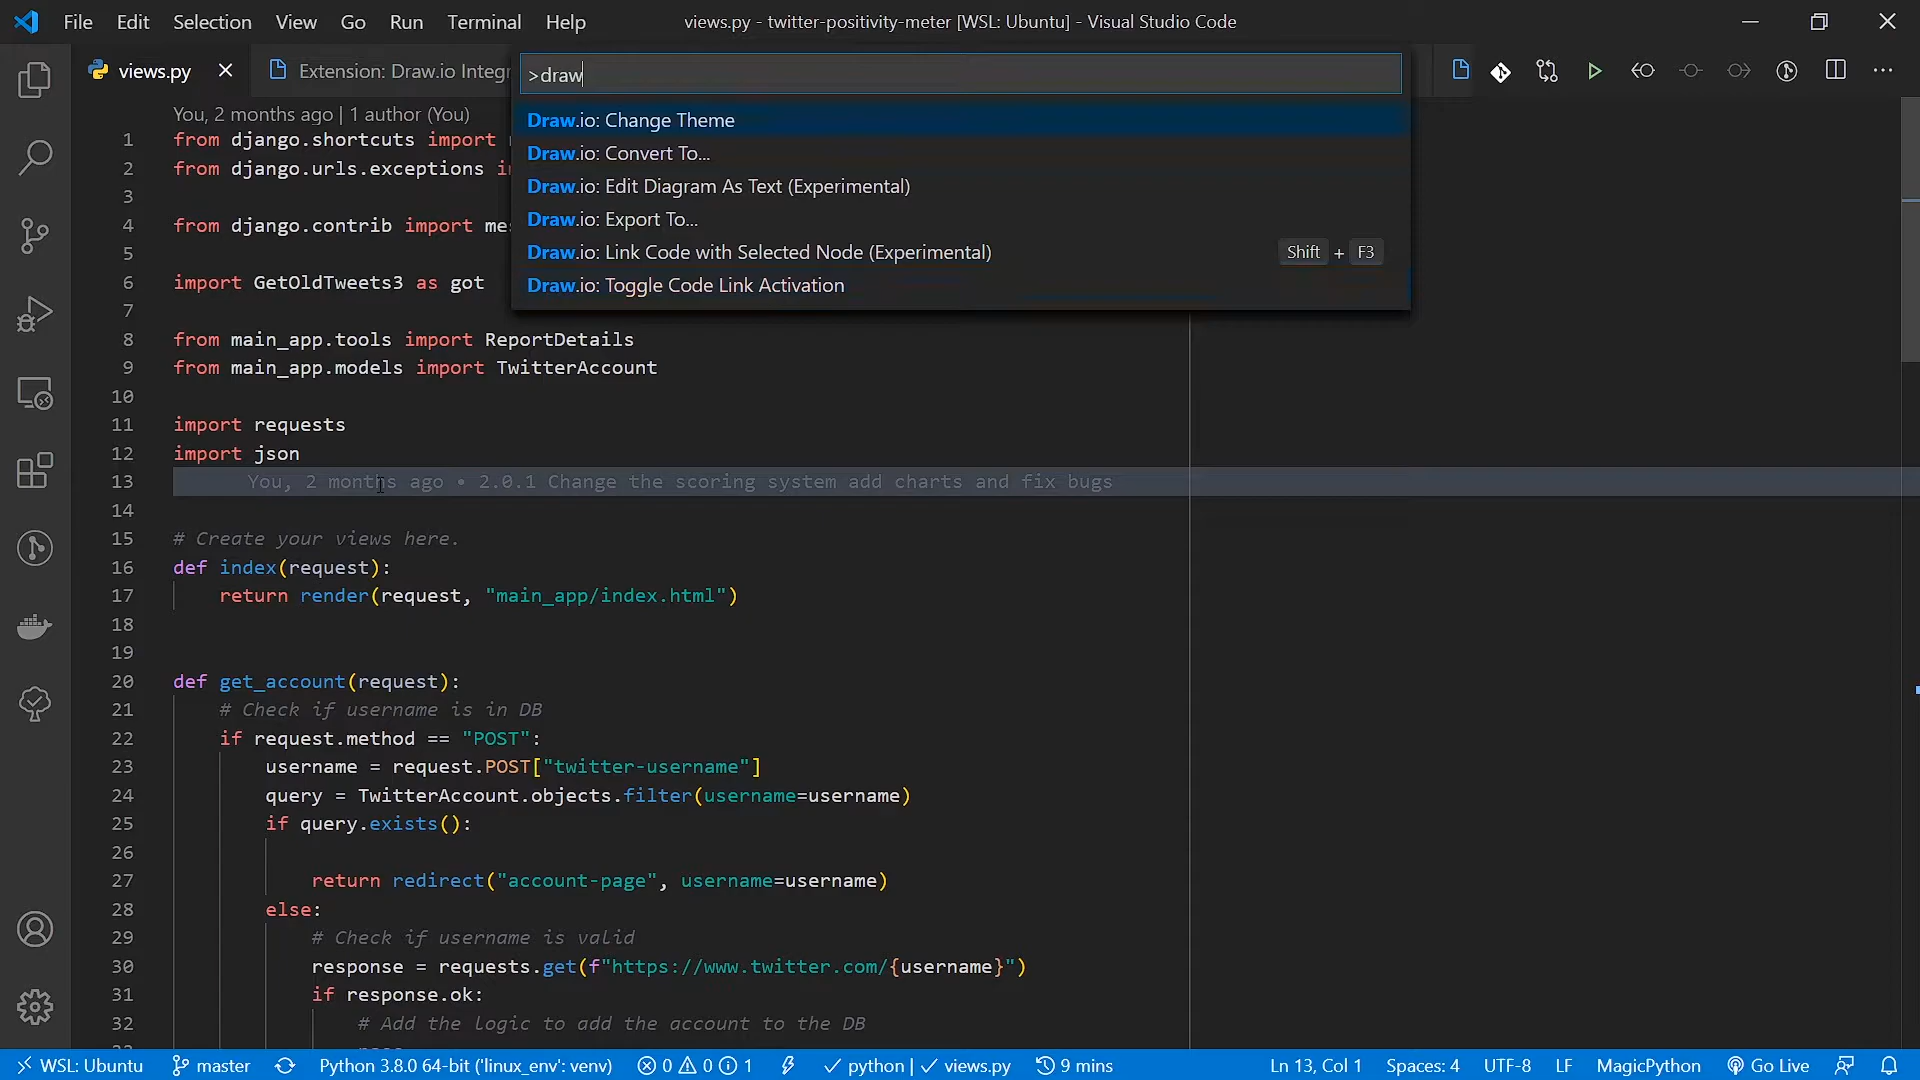 File Edit Selection View Go Run Terminal Help views.py - twitter-positivity-meter [WSL: Ubuntu] - Visual Studio Code
views.py Extension: Draw.io Integr
>draw
Draw.io: Change Theme
Draw.io: Convert To...
Draw.io: Edit Diagram As Text (Experimental)
Draw.io: Export To...
Draw.io: Link Code with Selected Node (Experimental) Shift + F3
Draw.io: Toggle Code Link Activation
You, 2 months ago | 1 author (You)
1 from django.shortcuts import
2 from django.urls.exceptions
3
4 from django.contrib import me
5
6 import GetOldTweets3 as got
7
8 from main_app.tools import ReportDetails
9 from main_app.models import TwitterAccount
10
11 import requests
12 import json
13 You, 2 months ago • 2.0.1 Change the scoring system add charts and fix bugs
14
15 # Create your views here.
16 def index(request):
17 return render(request, "main_app/index.html")
18
19
20 def get_account(request):
21 # Check if username is in DB
22 if request.method == "POST":
23 username = request.POST["twitter-username"]
24 query = TwitterAccount.objects.filter(username=username)
25 if query.exists():
26
27 return redirect("account-page", username=username)
28 else:
29 # Check if username is valid
30 response = requests.get(f"https://www.twitter.com/{username}")
31 if response.ok:
32 # Add the logic to add the account to the DB
WSL: Ubuntu master Python 3.8.0 64-bit ('linux_env': venv) 0 0 1 python | views.py 9 mins Ln 13, Col 1 Spaces: 4 UTF-8 LF MagicPython Go Live